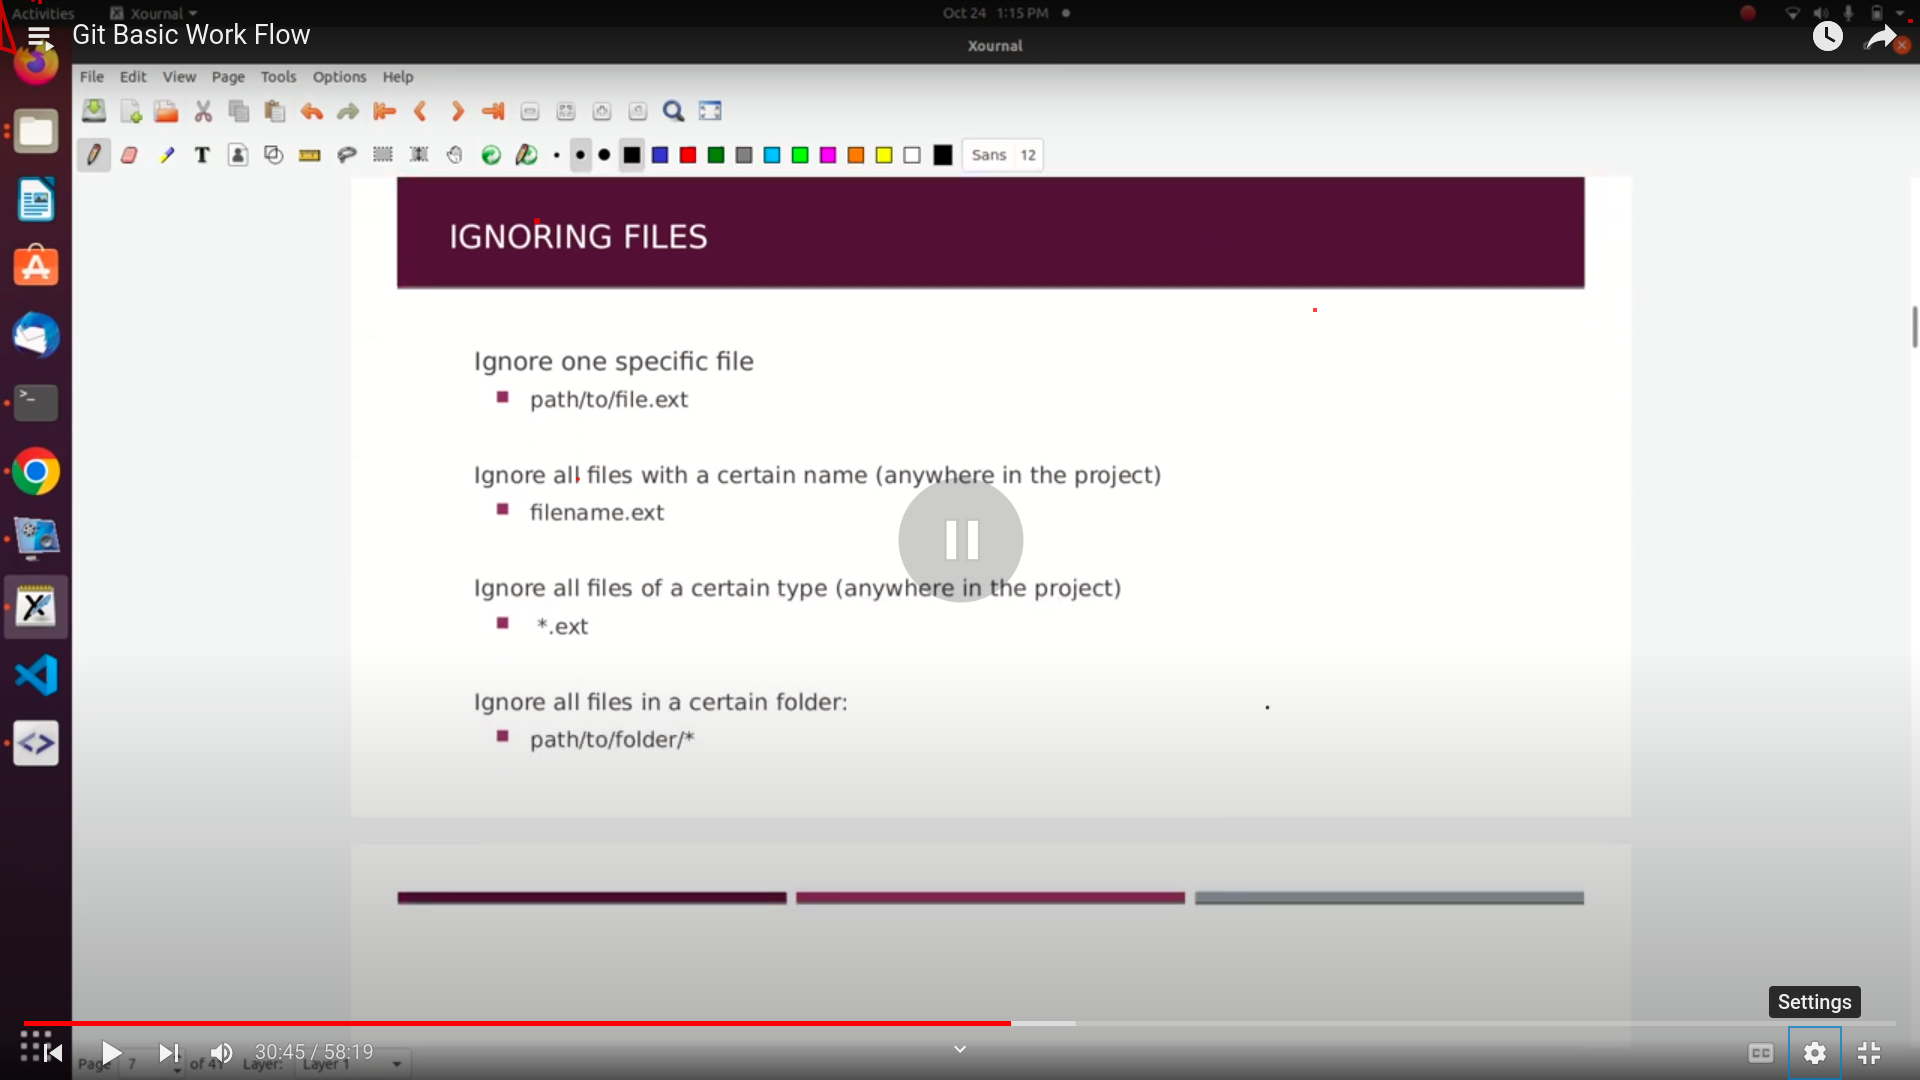 Activities Xournal Oct 24 1:15 PM
Git Basic Work Flow
Xournal
File Edit View Page Tools Options Help
Sans 12
IGNORING FILES
Ignore one specific file
path/to/file.ext
Ignore all files with a certain name (anywhere in the project)
filename.ext
Ignore all files of a certain type (anywhere in the project)
*.ext
Ignore all files in a certain folder:
path/to/folder/*
Settings
30:45 / 58:19
CC
Page 7 of 41 Layer: Layer 1